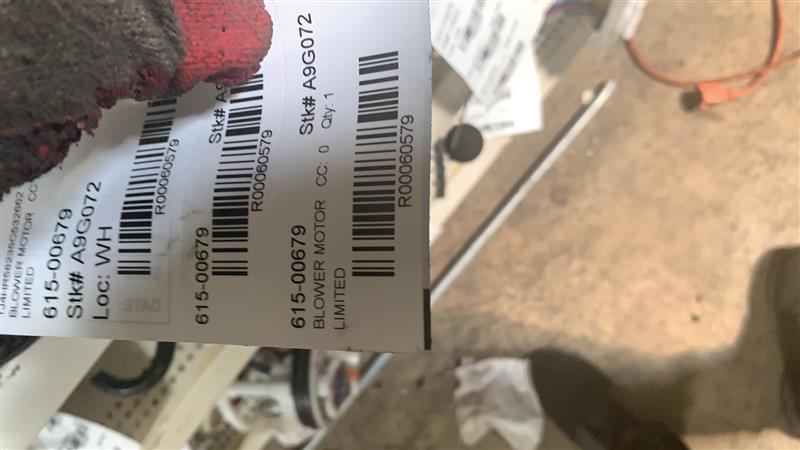 BLOWER MOTOR CC
LIMITED
615-00679
Stk# A9G072
Loc: WH
R00060579
DATE
615-00679
Stk# A9
R00060579
615-00679 Stk# A9G072
BLOWER MOTOR CC: 0 Qty: 1
LIMITED
R00060579